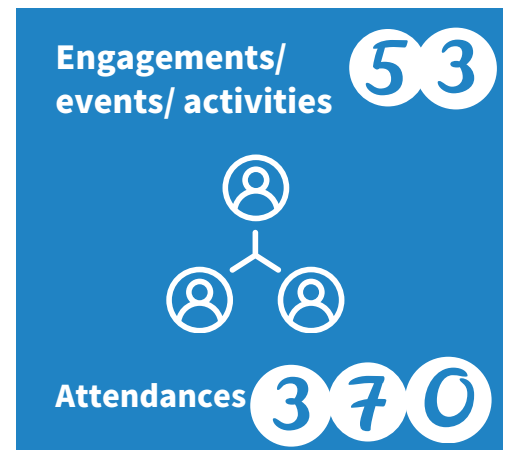 Engagements/ 53
events/ activities
Attendances 370